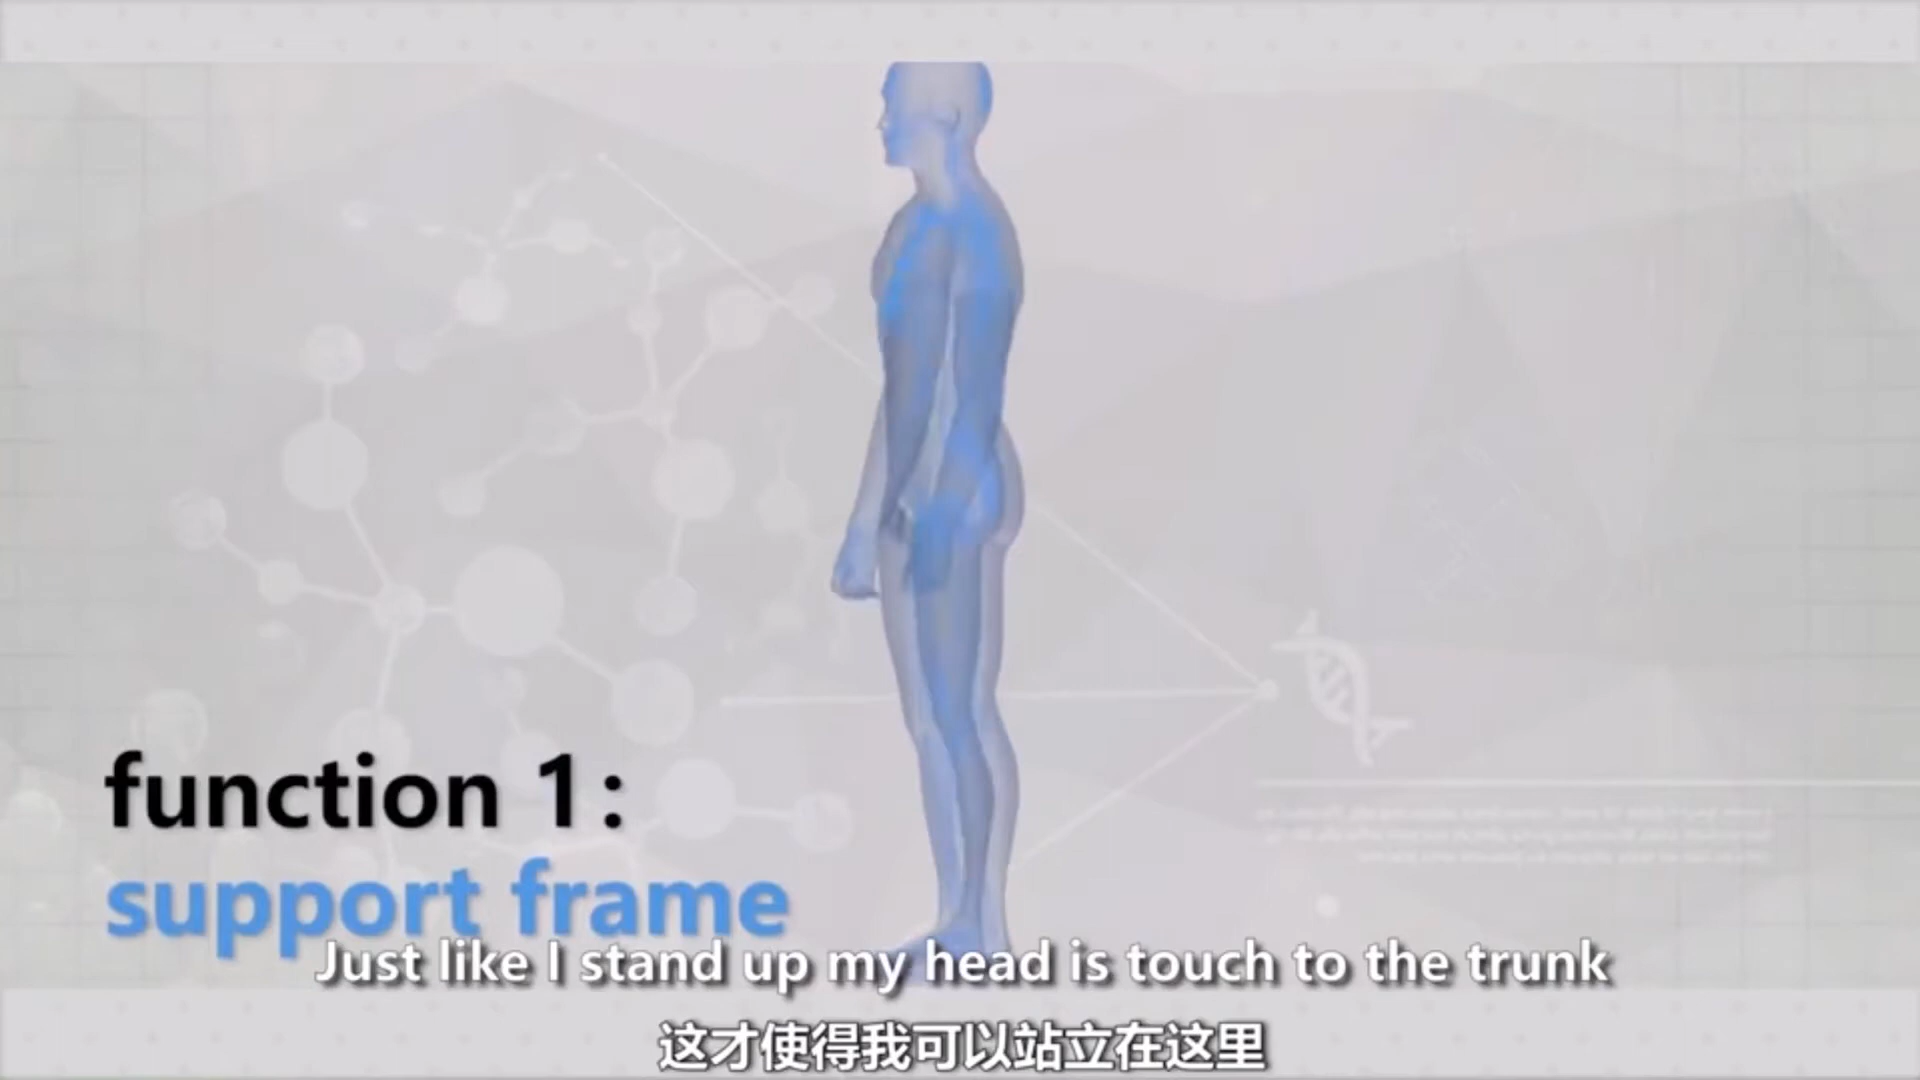 function 1:
support frame
Just like I stand up my head is touch to the trunk
这才使得我可以站立在这里